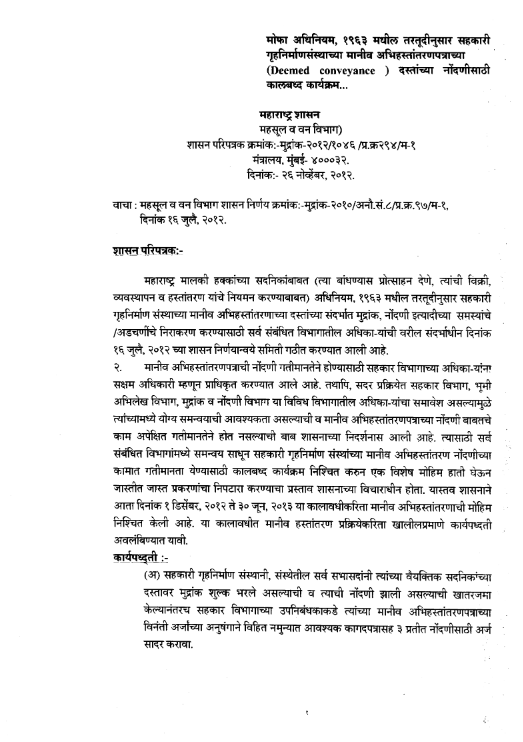 मोफा अधिनियम, १९६३ मधील तरतूदीनुसार सहकारी
गृहनिर्माणसंस्थाच्या मानीव अभिहस्तांतरणपत्राच्या
(Deemed conveyance ) दस्तांच्या नोंदणीसाठी
कालबध्द कार्यक्रम...
महाराष्ट्र शासन
महसूल व वन विभाग)
शासन परिपत्रक क्रमांक:-मुद्रांक-२०१२/१०४६ /प्र.क्र२९४/म-१
मंत्रालय, मुंबई- ४०००३२.
दिनांक:- २६ नोव्हेंबर, २०१२.
वाचा : महसूल व वन विभाग शासन निर्णय क्रमांक:-मुद्रांक-२०१०/अनौ.सं.८/प्र.क्र.९७/म-१,
दिनांक १६ जुलै, २०१२.
शासन परिपत्रक:-
महाराष्ट्र मालकी हक्कांच्या सदनिकांबाबत (त्या बांधण्यास प्रोत्साहन देणे, त्यांची विक्री,
व्यवस्थापन व हस्तांतरण यांचे नियमन करण्याबाबत) अधिनियम, १९६३ मधील तरतूदीनुसार सहकारी
गृहनिर्माण संस्थाच्या मानीव अभिहस्तांतरणाच्या दस्तांच्या संदर्भात मुद्रांक, नोंदणी इत्यादीच्या समस्यांचे
/अडचणींचे निराकरण करण्यासाठी सर्व संबंधित विभागातील अधिका-यांची वरील संदर्भाधीन दिनांक
१६ जुलै, २०१२ च्या शासन निर्णयान्वये समिती गठीत करण्यात आली आहे.
२. मानीव अभिहस्तांतरणपत्राची नोंदणी गतीमानतेने होण्यासाठी सहकार विभागाच्या अधिका-यांना
सक्षम अधिकारी म्हणून प्राधिकृत करण्यात आले आहे. तथापि, सदर प्रक्रियेत सहकार विभाग, भूमी
अभिलेख विभाग, मुद्रांक व नोंदणी विभाग या विविध विभागातील अधिका-यांचा समावेश असल्यामुळे
त्यांच्यामध्ये योग्य समन्वयाची आवश्यकता असल्याची व मानीव अभिहस्तांतरणपत्राच्या नोंदणी बाबतचे
काम अपेक्षित गतीमानतेने होत नसल्याची बाब शासनाच्या निदर्शनास आली आहे. त्यासाठी सर्व
संबंधित विभागांमध्ये समन्वय साधून सहकारी गृहनिर्माण संस्थांच्या मानीव अभिहस्तांतरण नोंदणीच्या
कामात गतीमानता येण्यासाठी कालबध्द कार्यक्रम निश्चित करुन एक विशेष मोहिम हाती घेऊन
जास्तीत जास्त प्रकरणांचा निपटारा करण्याचा प्रस्ताव शासनाच्या विचाराधीन होता. यास्तव शासनाने
आता दिनांक १ डिसेंबर, २०१२ ते ३० जून, २०१३ या कालावधीकरिता मानीव अभिहस्तांतरणाची मोहिम
निश्चित केली आहे. या कालावधीत मानीव हस्तांतरण प्रक्रियेकरिता खालीलप्रमाणे कार्यपध्दती
अवलंबिण्यात यावी.
कार्यपध्दती :-
(अ) सहकारी गृहनिर्माण संस्थांनी, संस्थेतील सर्व सभासदांनी त्यांच्या वैयक्तिक सदनिकांच्या
दस्तावर मुद्रांक शुल्क भरले असल्याची व त्याची नोंदणी झाली असल्याची खातरजमा
केल्यानंतरच सहकार विभागाच्या उपनिबंधकाकडे त्यांच्या मानीव अभिहस्तांतरणपत्राच्या
विनंती अर्जाच्या अनुषंगाने विहित नमुन्यात आवश्यक कागदपत्रासह ३ प्रतीत नोंदणीसाठी अर्ज
सादर करावा.
१